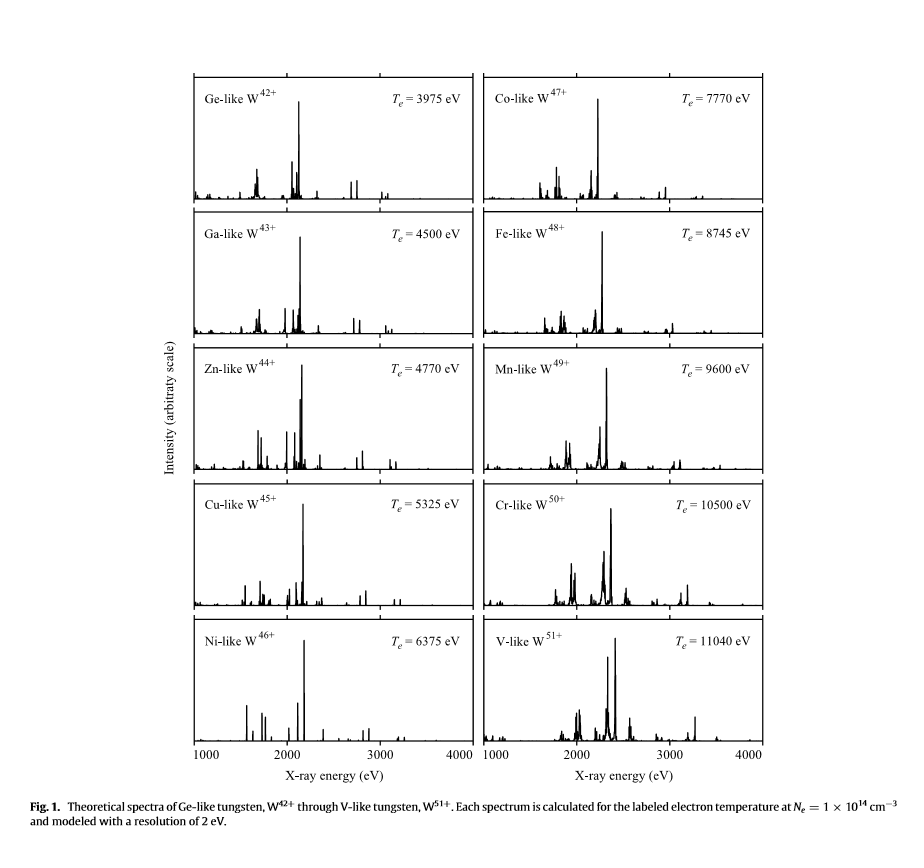 Ge-like W42+
Te = 3975 eV
Co-like W47+
Te = 7770 eV
Ga-like W43+
Te = 4500 eV
Fe-like W48+
Te = 8745 eV
Zn-like W44+
Te = 4770 eV
Mn-like W49+
Te = 9600 eV
Cu-like W45+
Te = 5325 eV
Cr-like W50+
Te = 10500 eV
Ni-like W46+
Te = 6375 eV
V-like W51+
Te = 11040 eV
Intensity (arbitraty scale)
1000 2000 3000 4000
1000 2000 3000 4000
X-ray energy (eV)
X-ray energy (eV)
Fig. 1. Theoretical spectra of Ge-like tungsten, W42+ through V-like tungsten, W51+. Each spectrum is calculated for the labeled electron temperature at Ne = 1 × 10^14 cm−3
and modeled with a resolution of 2 eV.